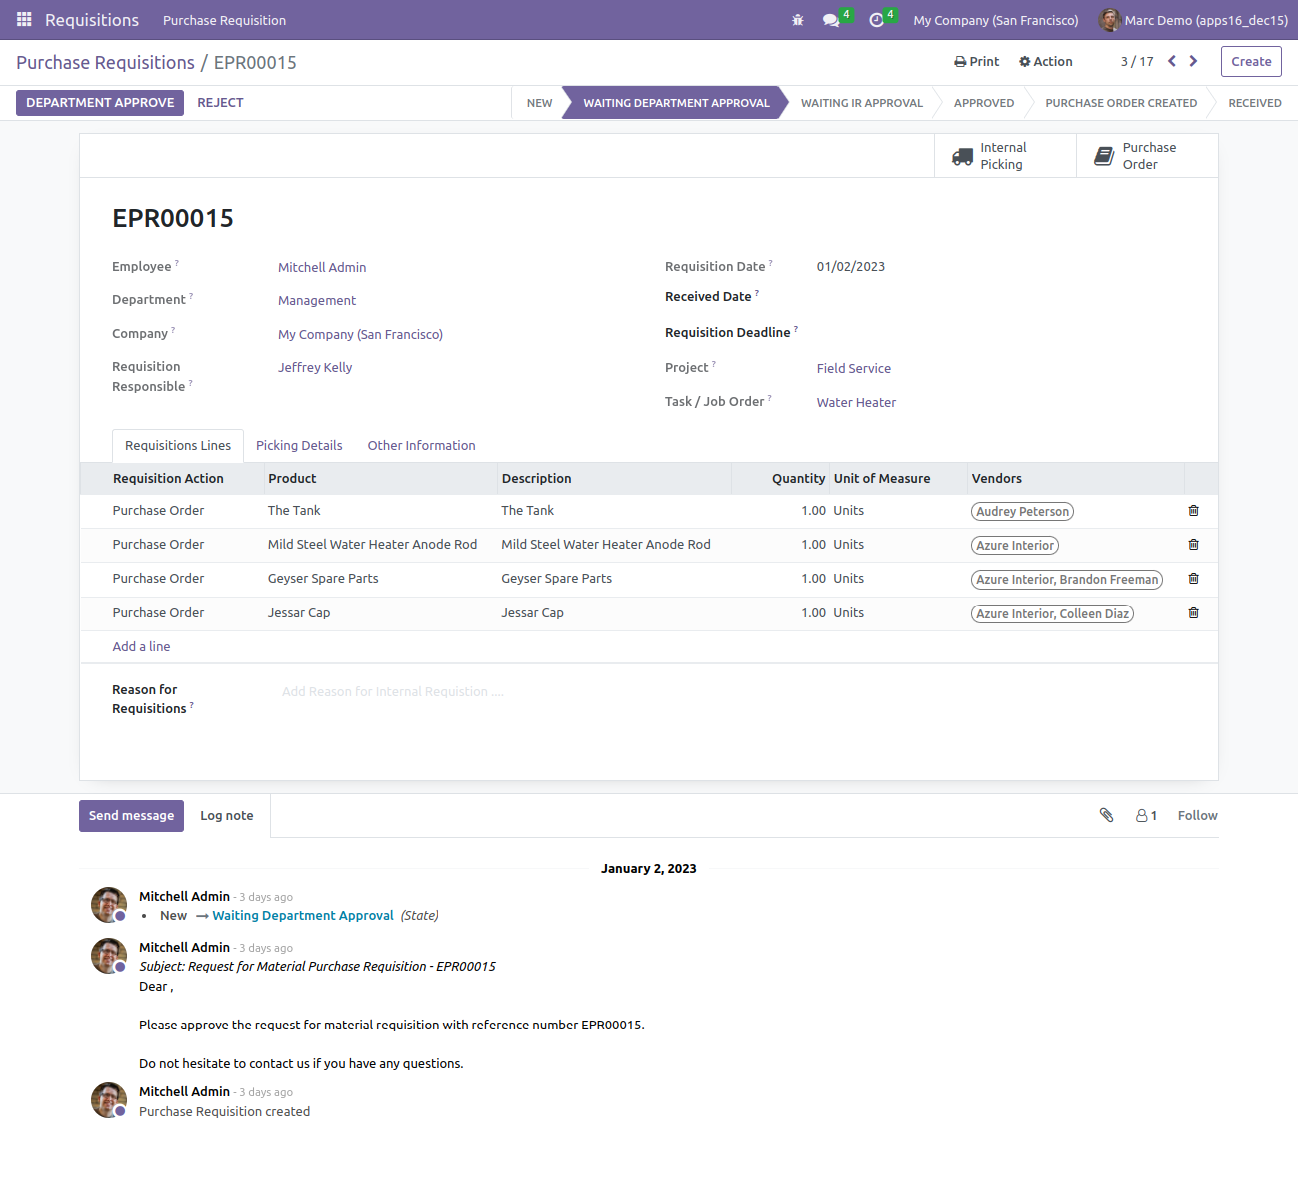 Requisitions Purchase Requisition 4 4 My Company (San Francisco) Marc Demo (apps16_dec15)
Purchase Requisitions / EPR00015 Print Action 3 / 17 Create
DEPARTMENT APPROVE REJECT NEW WAITING DEPARTMENT APPROVAL WAITING IR APPROVAL APPROVED PURCHASE ORDER CREATED RECEIVED
Internal Picking Purchase Order
EPR00015
Employee ? Mitchell Admin Requisition Date ? 01/02/2023
Department ? Management Received Date ?
Company ? My Company (San Francisco) Requisition Deadline ?
Requisition Responsible ? Jeffrey Kelly Project ? Field Service
Task / Job Order ? Water Heater
Requisitions Lines Picking Details Other Information
Requisition Action Product Description Quantity Unit of Measure Vendors
Purchase Order The Tank The Tank 1.00 Units Audrey Peterson
Purchase Order Mild Steel Water Heater Anode Rod Mild Steel Water Heater Anode Rod 1.00 Units Azure Interior
Purchase Order Geyser Spare Parts Geyser Spare Parts 1.00 Units Azure Interior, Brandon Freeman
Purchase Order Jessar Cap Jessar Cap 1.00 Units Azure Interior, Colleen Diaz
Add a line
Reason for Requisitions ? Add Reason for Internal Requistion ....
Send message Log note 1 Follow
January 2, 2023
Mitchell Admin - 3 days ago
• New → Waiting Department Approval (State)
Mitchell Admin - 3 days ago
Subject: Request for Material Purchase Requisition - EPR00015
Dear ,
Please approve the request for material requisition with reference number EPR00015.
Do not hesitate to contact us if you have any questions.
Mitchell Admin - 3 days ago
Purchase Requisition created